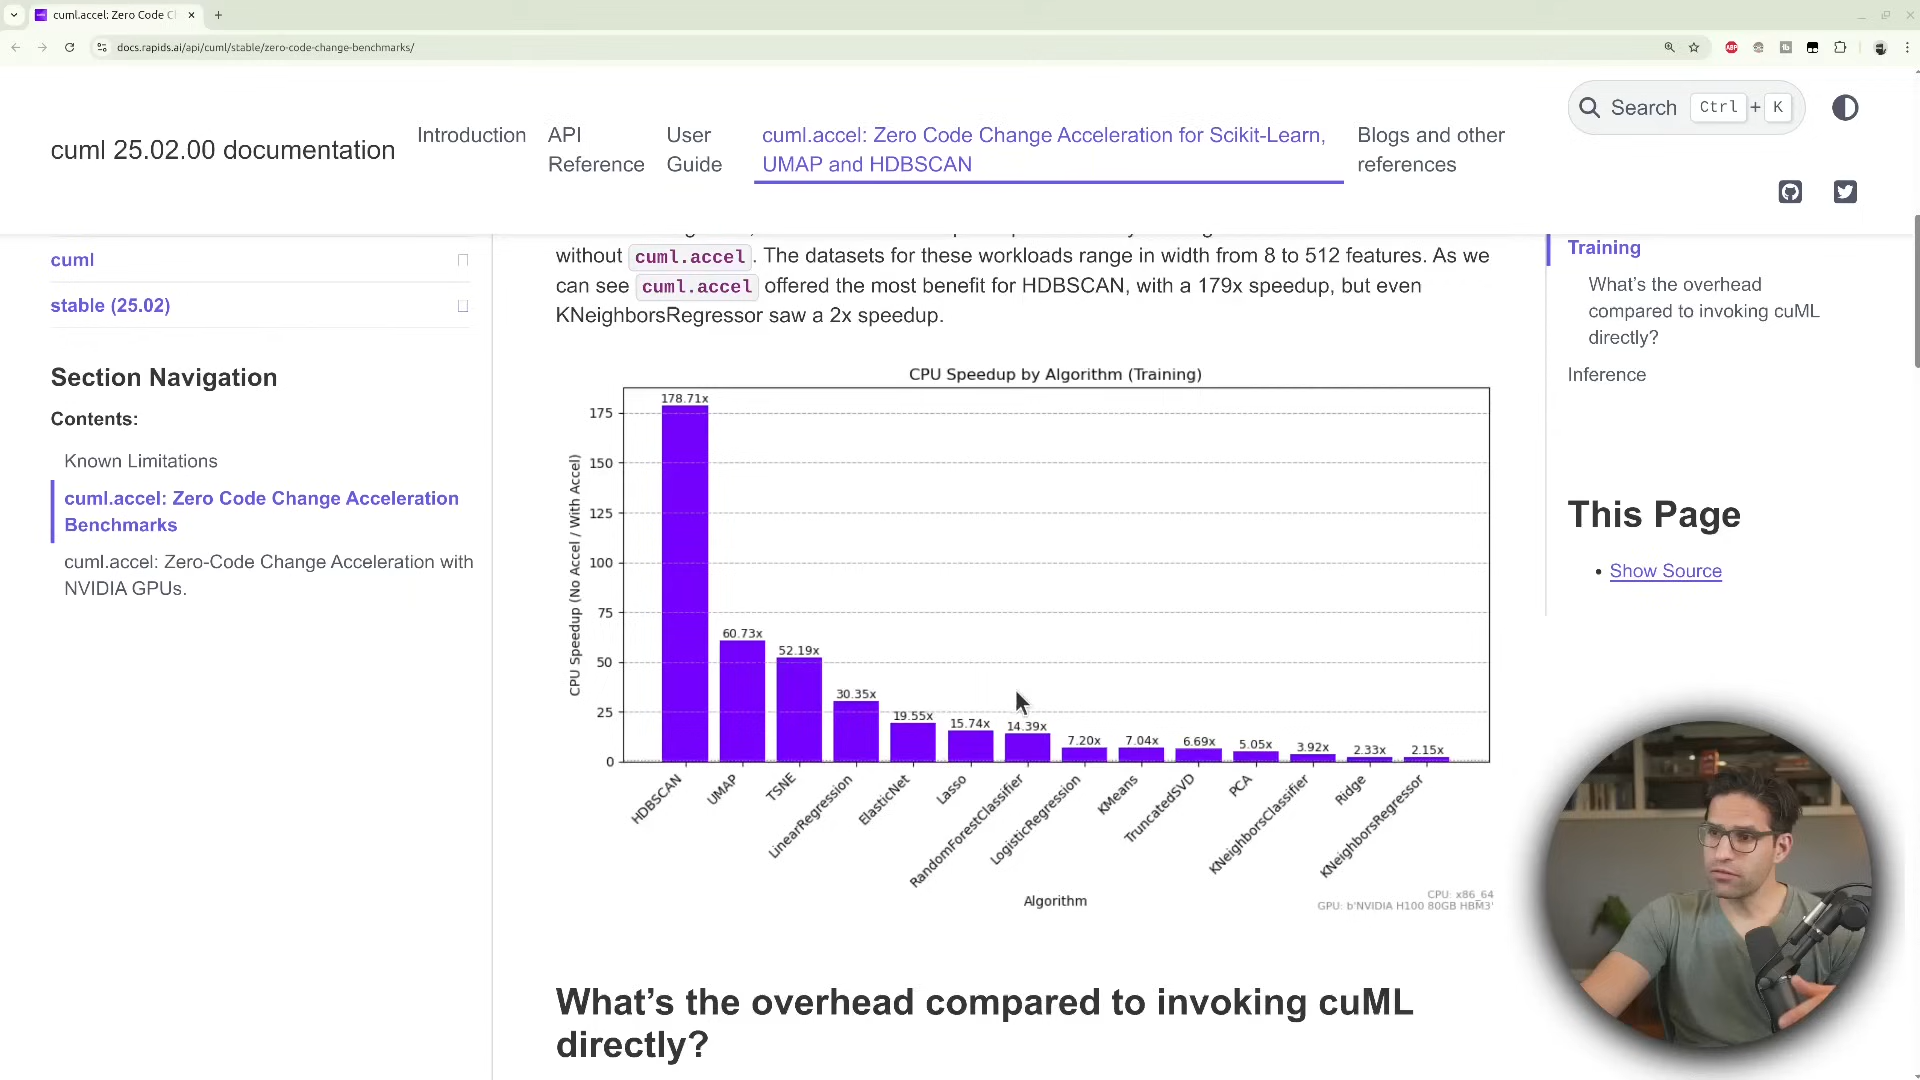 cuml.accel: Zero Code C
docs.rapids.ai/api/cuml/stable/zero-code-change-benchmarks/
cuml 25.02.00 documentation
Introduction
API
Reference
User
Guide
cuml.accel: Zero Code Change Acceleration for Scikit-Learn,
UMAP and HDBSCAN
Blogs and other
references
Search Ctrl + K
cuml
stable (25.02)
Section Navigation
Contents:
Known Limitations
cuml.accel: Zero Code Change Acceleration
Benchmarks
cuml.accel: Zero-Code Change Acceleration with
NVIDIA GPUs.
without cuml.accel. The datasets for these workloads range in width from 8 to 512 features. As we
can see cuml.accel offered the most benefit for HDBSCAN, with a 179x speedup, but even
KNeighborsRegressor saw a 2x speedup.
CPU Speedup by Algorithm (Training)
CPU Speedup (No Accel / With Accel)
175
150
125
100
75
50
25
0
178.71x
60.73x
52.19x
30.35x
19.55x
15.74x
14.39x
7.20x
7.04x
6.69x
5.05x
3.92x
2.33x
2.15x
HDBSCAN
UMAP
TSNE
LinearRegression
ElasticNet
Lasso
RandomForestClassifier
LogisticRegression
KMeans
TruncatedSVD
PCA
KNeighborsClassifier
Ridge
KNeighborsRegressor
Algorithm
CPU: x86_64
GPU: b'NVIDIA H100 80GB HBM3'
What’s the overhead compared to invoking cuML
directly?
Training
What’s the overhead
compared to invoking cuML
directly?
Inference
This Page
• Show Source
ABP